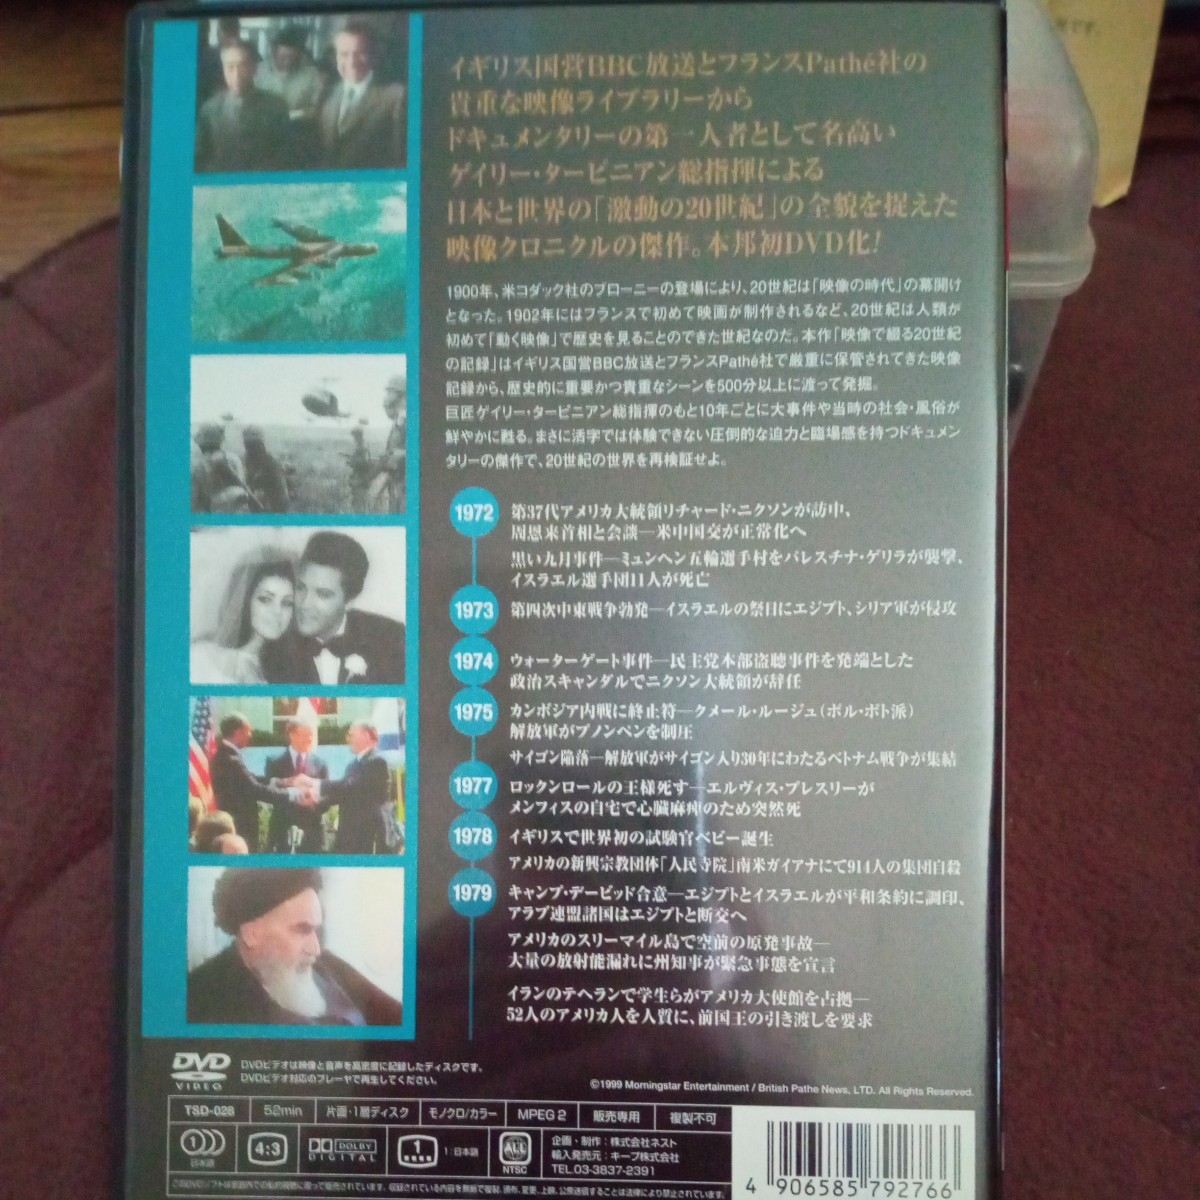 イギリス国営BBC放送とフランスPathé社の
貴重な映像ライブラリーから
ドキュメンタリーの第一人者として名高い
ゲイリー・タービニアン総指揮による
日本と世界の「激動の20世紀」の全貌を捉えた
映像クロニクルの傑作。本邦初DVD化!
1900年、米コダック社のブローニーの登場により、20世紀は「映像の時代」の幕開け
となった。1902年にはフランスで初めて映画が制作されるなど、20世紀は人類が
初めて「動く映像」で歴史を見ることのできた世紀なのだ。本作「映像で綴る20世紀
の記録」はイギリス国営BBC放送とフランスPathé社で厳重に保管されてきた映像
記録から、歴史的に重要かつ貴重なシーンを500分以上に渡って発掘。
巨匠ゲイリー・タービニアン総指揮のもと10年ごとに大事件や当時の社会・風俗が
鮮やかに甦る。まさに活字では体験できない圧倒的な迫力と臨場感を持つドキュメン
タリーの傑作で、20世紀の世界を再検証せよ。
1972 第37代アメリカ大統領リチャード・ニクソンが訪中、
周恩来首相と会談—米中国交が正常化へ
黒い九月事件—ミュンヘン五輪選手村をパレスチナ・ゲリラが襲撃、
イスラエル選手団11人が死亡
1973 第四次中東戦争勃発—イスラエルの祭日にエジプト、シリア軍が侵攻
1974 ウォーターゲート事件—民主党本部盗聴事件を発端とした
政治スキャンダルでニクソン大統領が辞任
1975 カンボジア内戦に終止符—クメール・ルージュ(ポル・ポト派)
解放軍がプノンペンを制圧
サイゴン陥落—解放軍がサイゴン入り30年にわたるベトナム戦争が集結
1977 ロックンロールの王様死す—エルヴィス・プレスリーが
メンフィスの自宅で心臓麻痺のため突然死
1978 イギリスで世界初の試験官ベビー誕生
アメリカの新興宗教団体「人民寺院」南米ガイアナにて914人の集団自殺
1979 キャンプ・デービッド合意—エジプトとイスラエルが平和条約に調印、
アラブ連盟諸国はエジプトと断交へ
アメリカのスリーマイル島で空前の原発事故—
大量の放射能漏れに州知事が緊急事態を宣言
イランのテヘランで学生らがアメリカ大使館を占拠—
52人のアメリカ人を人質に、前国王の引き渡しを要求
DVD VIDEO
DVDビデオは映像と音声を高密度に記録したディスクです。
DVDビデオ対応のプレーヤで再生してください。
©1999 Morningstar Entertainment / British Pathe News, LTD. All Rights Reserved.
TSD-028 52min 片面・1層ディスク モノクロ/カラー MPEG 2 販売専用 複製不可
1 日本語 4:3 DOLBY DIGITAL 1 1:日本語 ALL NTSC
企画・制作:株式会社ネスト
輸入発売元:キープ株式会社
TEL.03-3837-2391
4 906585 792766
です。